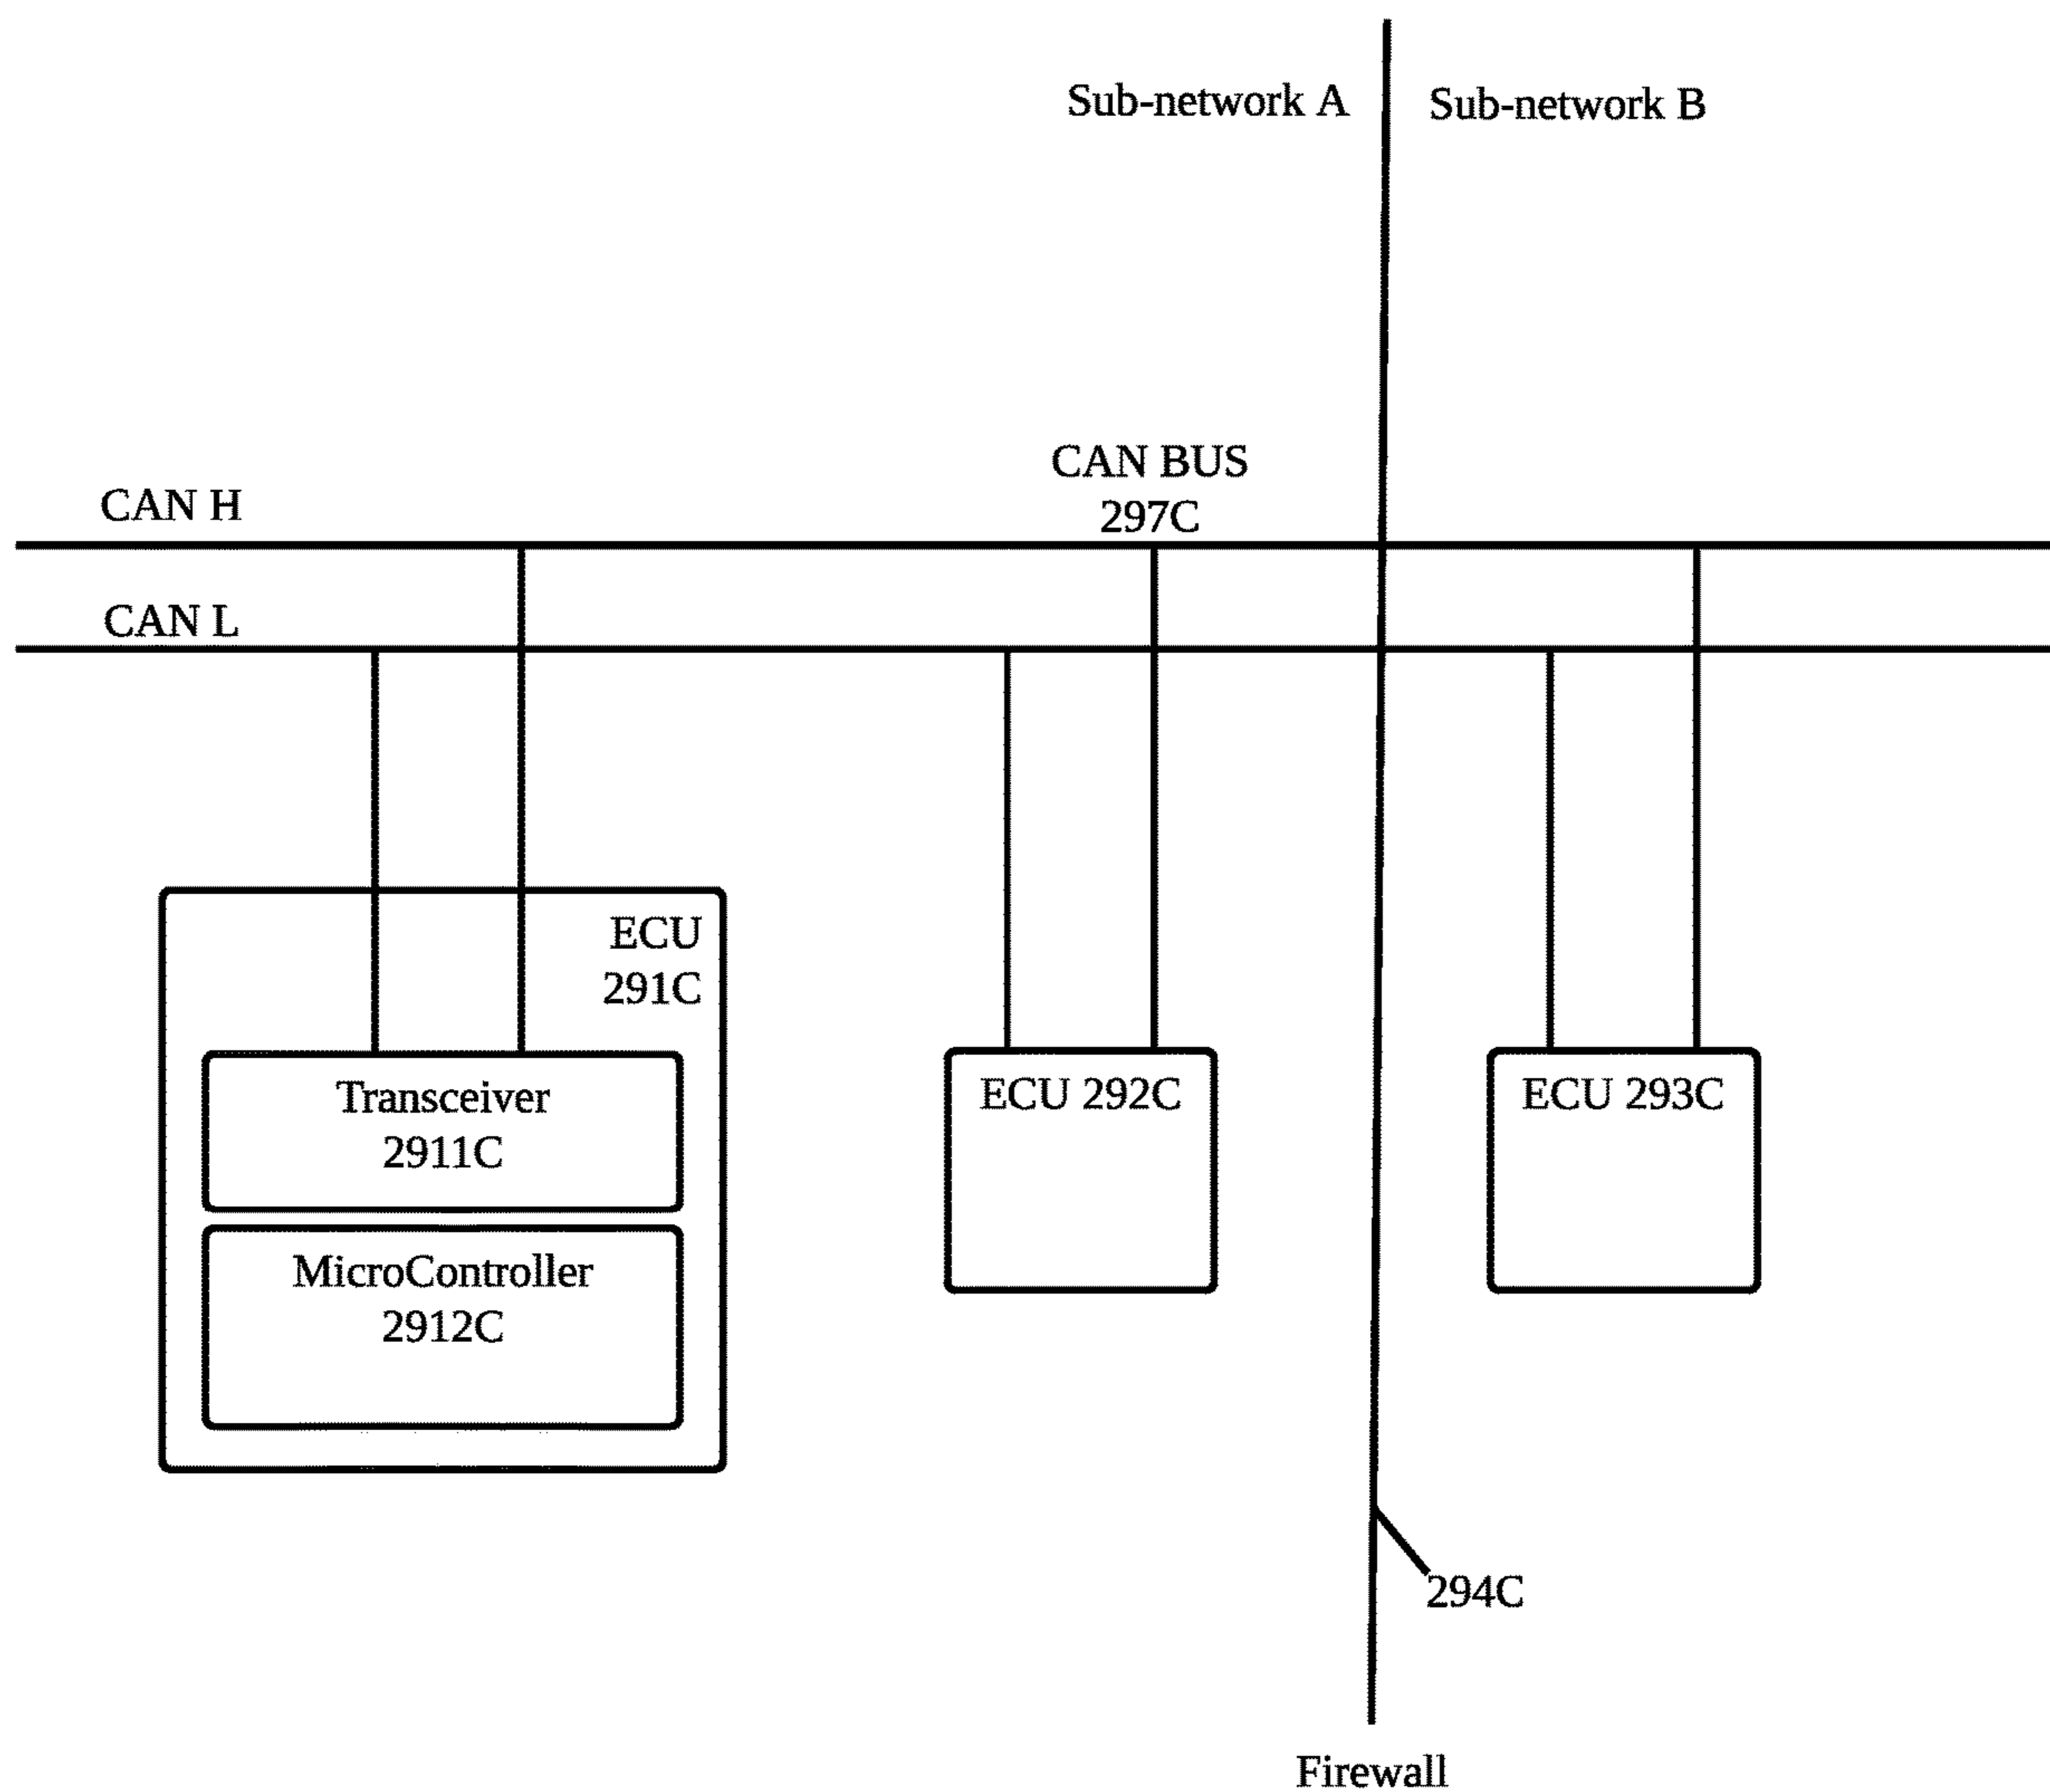 Sub-network A
Sub-network B
CAN BUS
297C
CAN H
CAN L
ECU
291C
Transceiver
2911C
MicroController
2912C
ECU 292C
ECU 293C
294C
Firewall